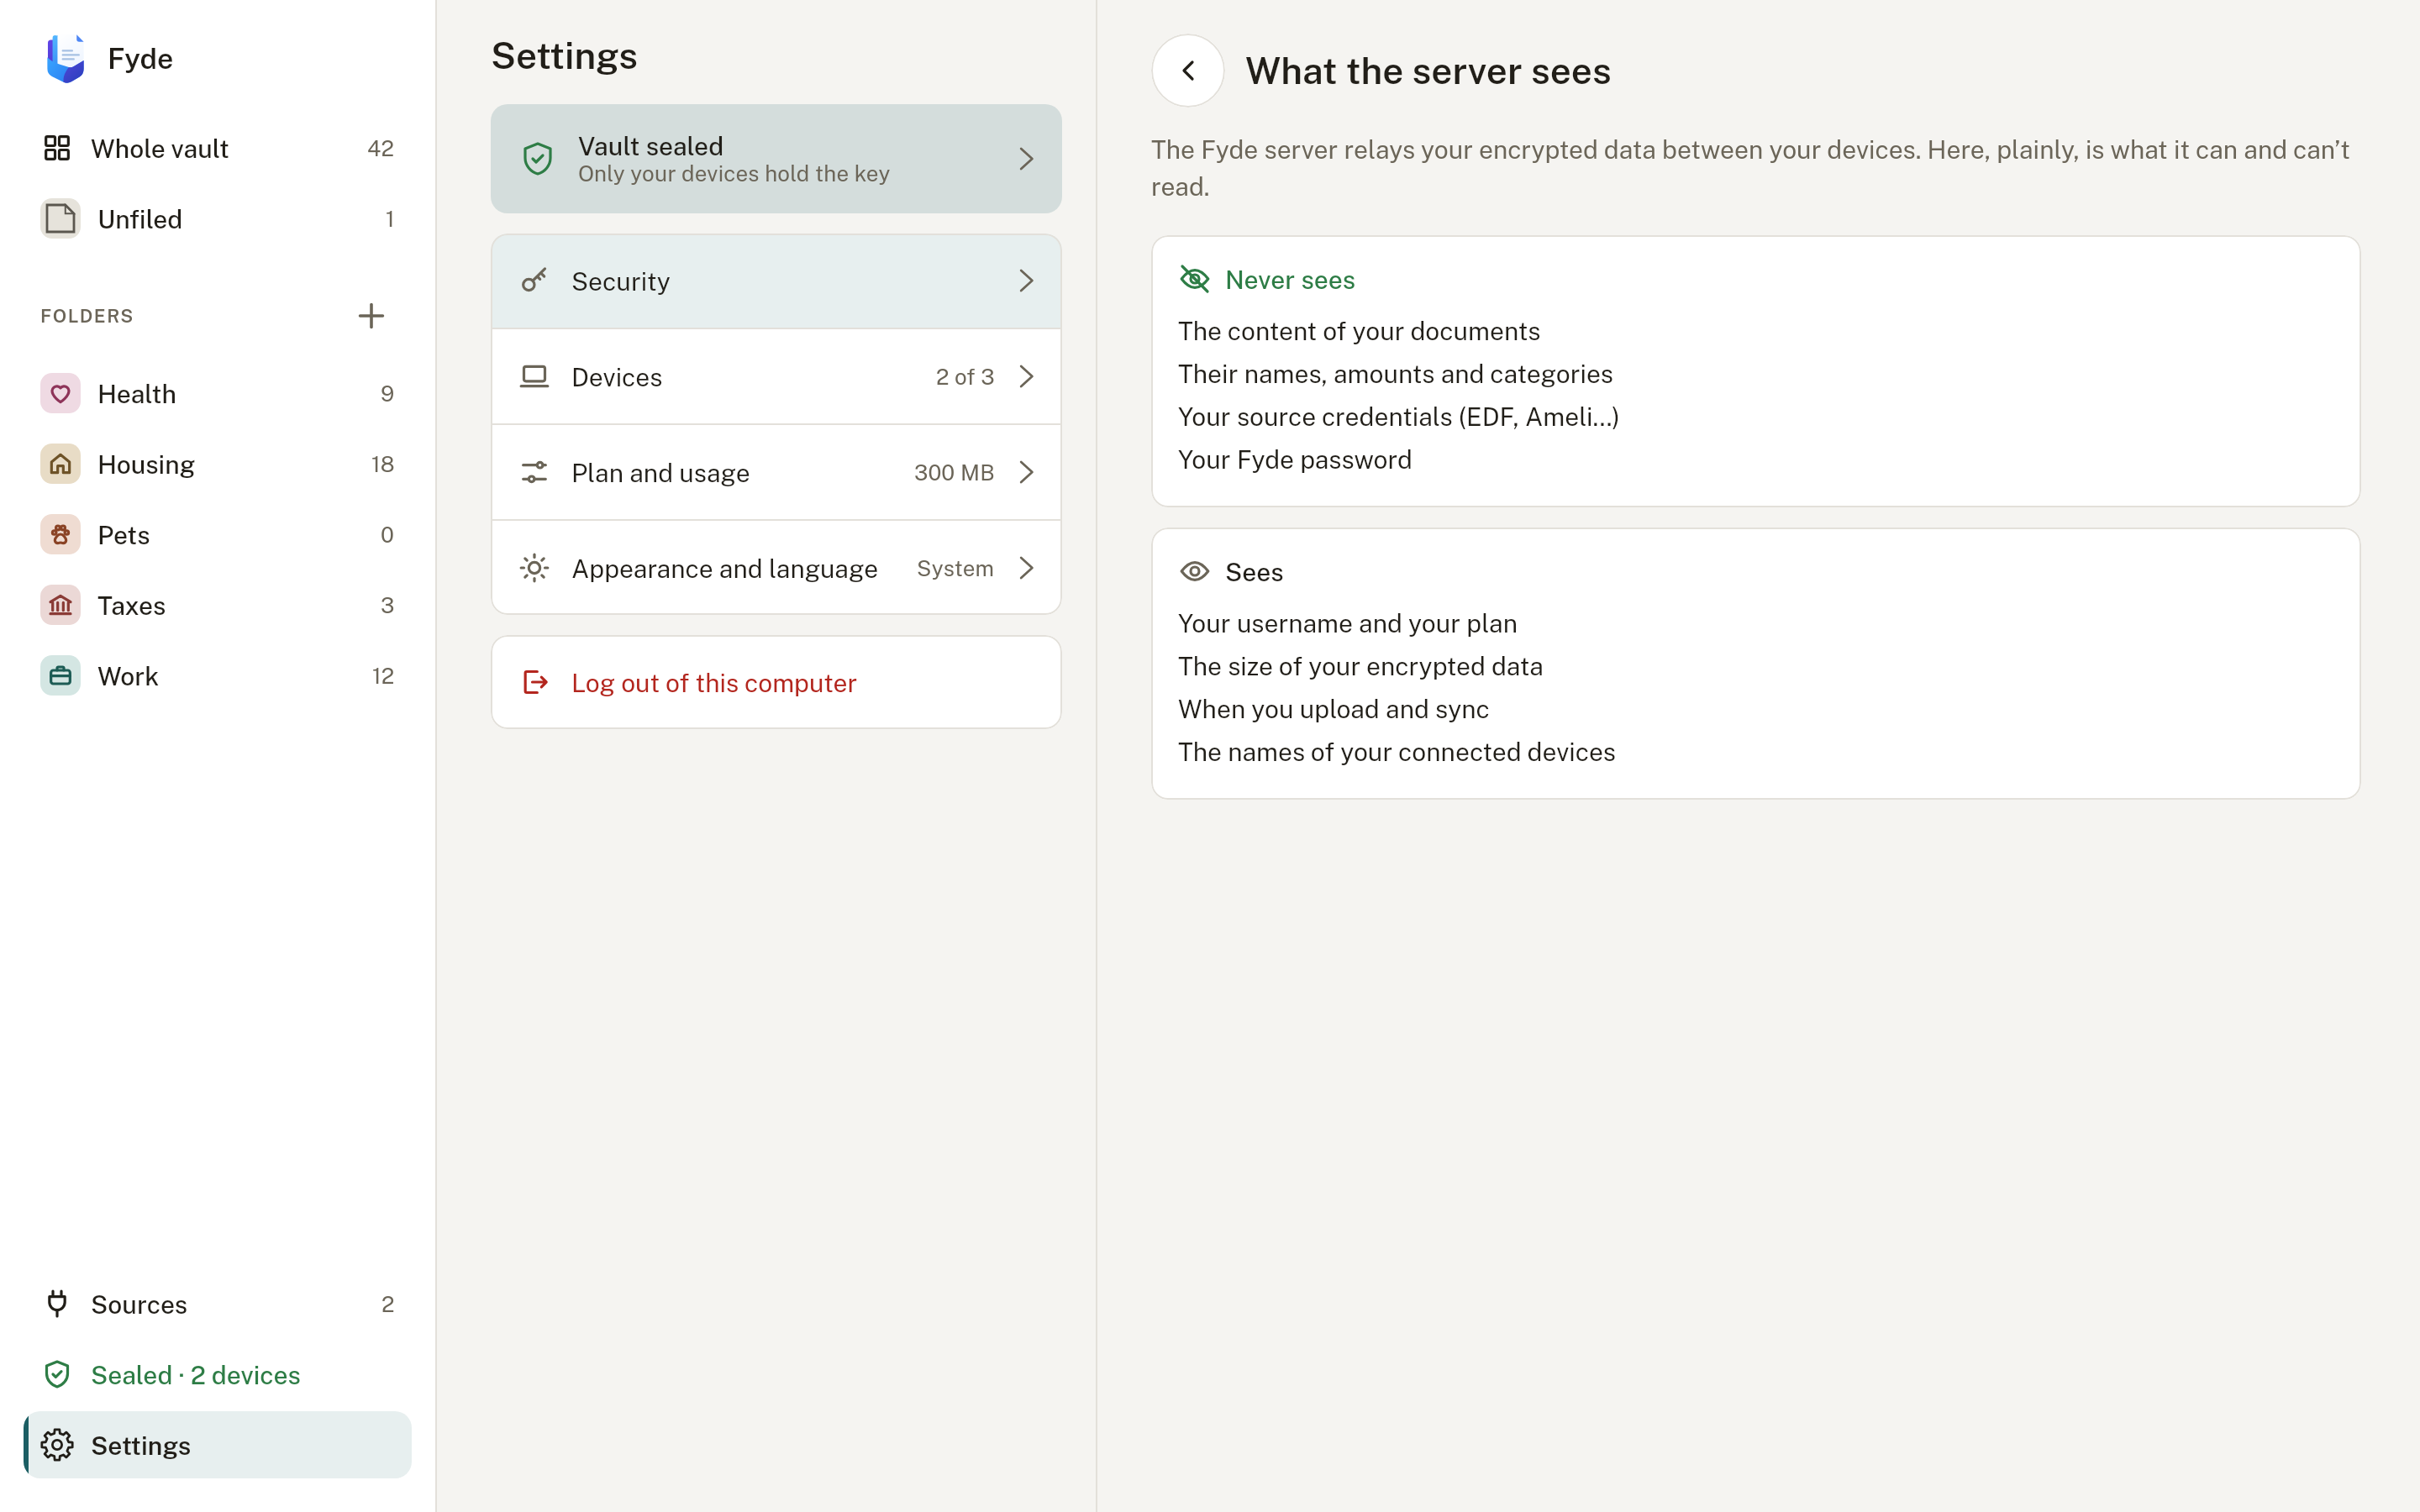 Fyde
Whole vault 42
Unfiled 1
FOLDERS
Health 9
Housing 18
Pets 0
Taxes 3
Work 12
Sources 2
Sealed · 2 devices
Settings
Settings
Vault sealed
Only your devices hold the key
Security
Devices 2 of 3
Plan and usage 300 MB
Appearance and language System
Log out of this computer
What the server sees
The Fyde server relays your encrypted data between your devices. Here, plainly, is what it can and can’t
read.
Never sees
The content of your documents
Their names, amounts and categories
Your source credentials (EDF, Ameli…)
Your Fyde password
Sees
Your username and your plan
The size of your encrypted data
When you upload and sync
The names of your connected devices